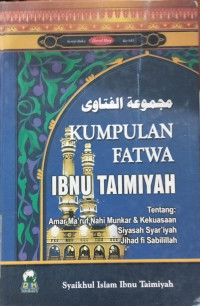 مجموعة الفتاوى
KUMPULAN
FATWA
IBNU TAIMIYAH
Tentang:
Amar Ma'ruf Nahi Munkar & Kekuasaan
Siyasah Syar'iyah
Jihad fi Sabilillah
DH
Syaikhul Islam Ibnu Taimiyah